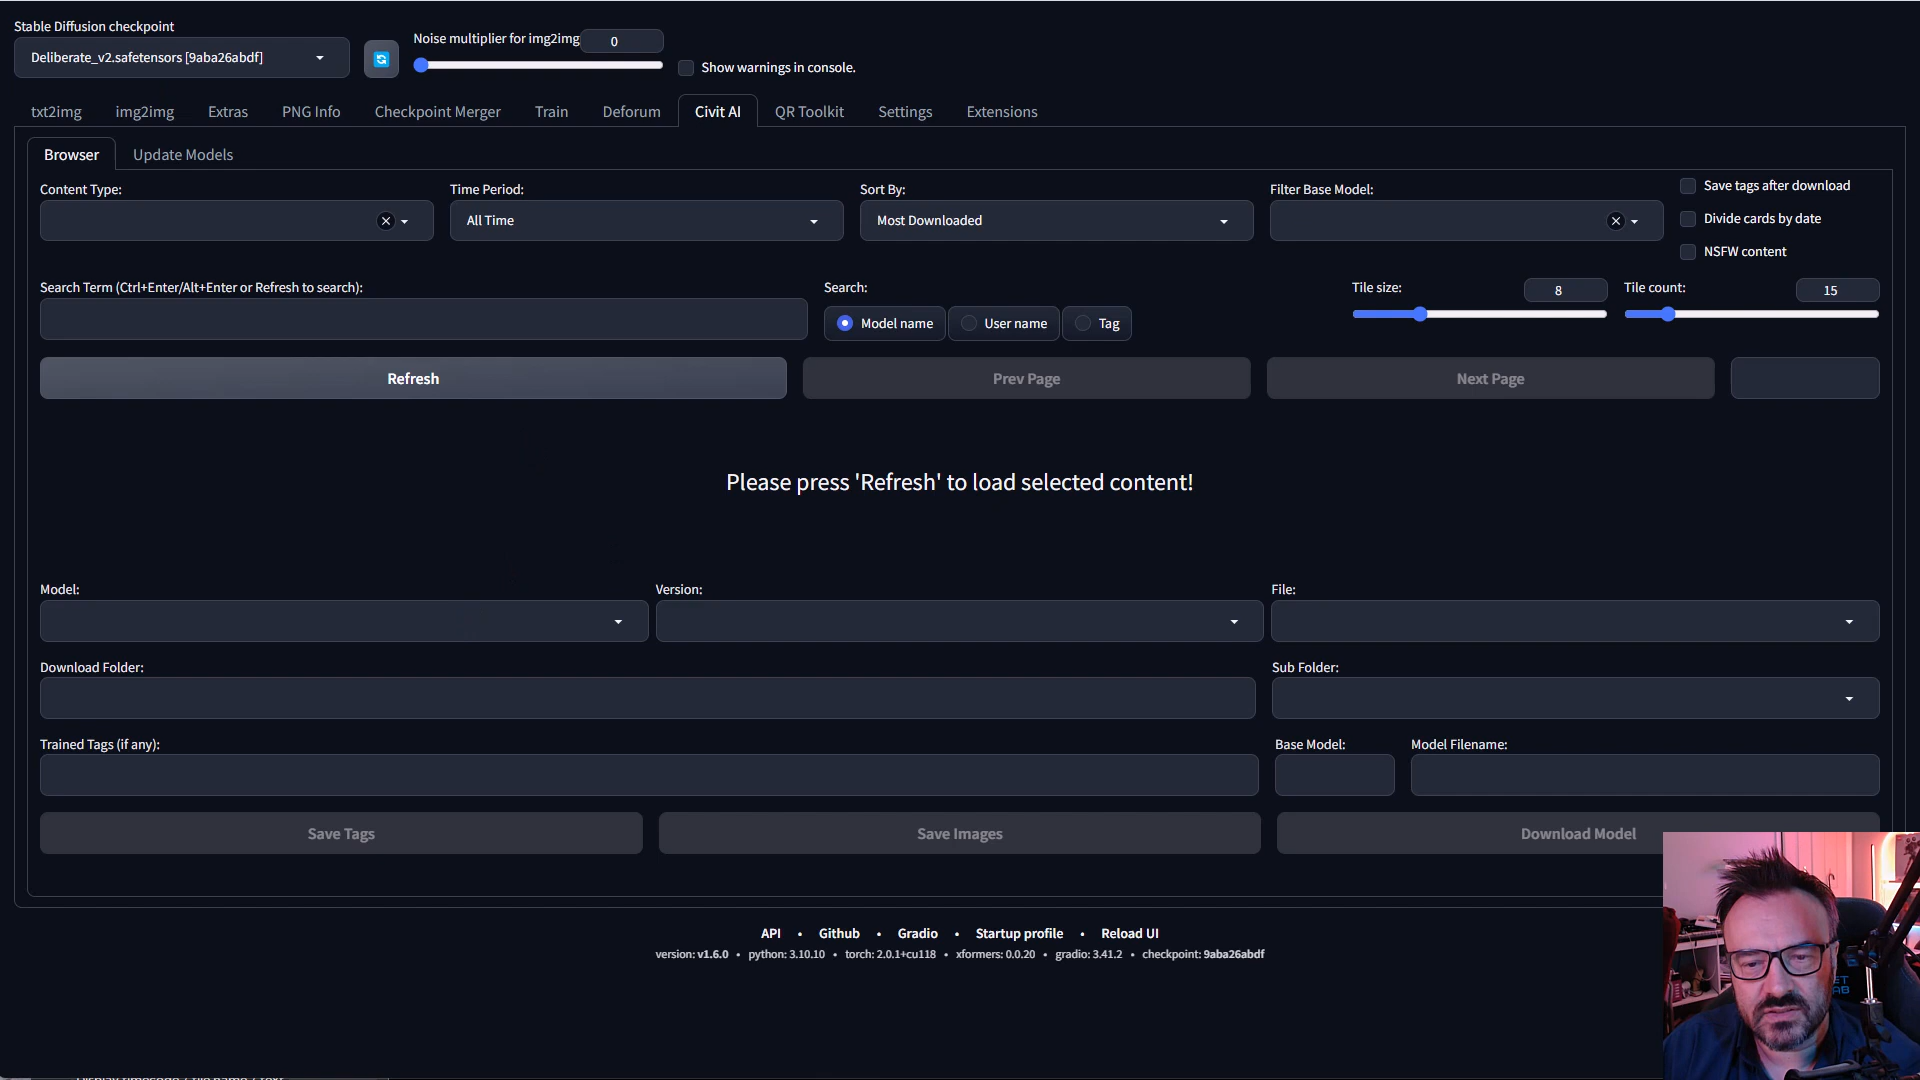 Stable Diffusion checkpoint
Deliberate_v2.safetensors [9aba26abdf]
Noise multiplier for img2img
0
Show warnings in console.
txt2img
img2img
Extras
PNG Info
Checkpoint Merger
Train
Deforum
Civit AI
QR Toolkit
Settings
Extensions
Browser
Update Models
Content Type:
Time Period:
All Time
Sort By:
Most Downloaded
Filter Base Model:
Save tags after download
Divide cards by date
NSFW content
Search Term (Ctrl+Enter/Alt+Enter or Refresh to search):
Search:
Model name
User name
Tag
Tile size:
8
Tile count:
15
Refresh
Prev Page
Next Page
Please press 'Refresh' to load selected content!
Model:
Version:
File:
Download Folder:
Sub Folder:
Trained Tags (if any):
Base Model:
Model Filename:
Save Tags
Save Images
Download Model
API • Github • Gradio • Startup profile • Reload UI
version: v1.6.0 • python: 3.10.10 • torch: 2.0.1+cu118 • xformers: 0.0.20 • gradio: 3.41.2 • checkpoint: 9aba26abdf